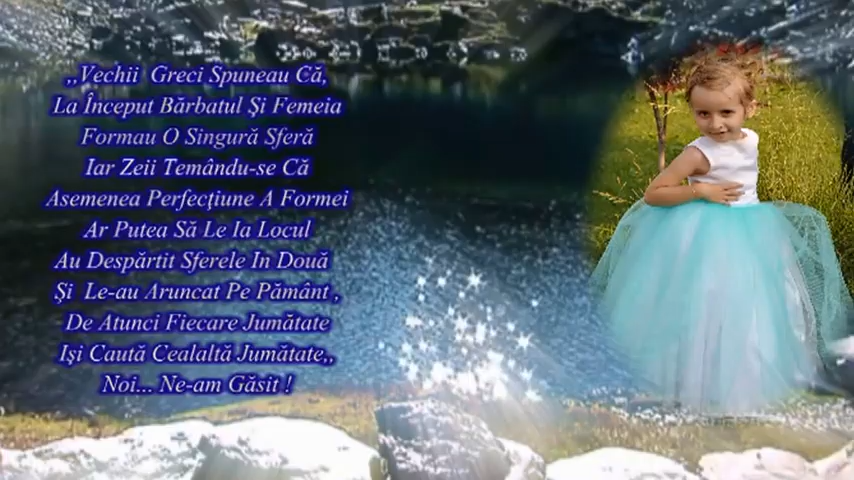 ,,Vechii Greci Spuneau Că,
La Început Bărbatul Şi Femeia
Formau O Singură Sferă
Iar Zeii Temându-se Că
Asemenea Perfecţiune A Formei
Ar Putea Să Le Ia Locul
Au Despărtit Sferele In Două
Şi Le-au Aruncat Pe Pământ ,
De Atunci Fiecare Jumătate
Işi Caută Cealaltă Jumătate,,
Noi... Ne-am Găsit !